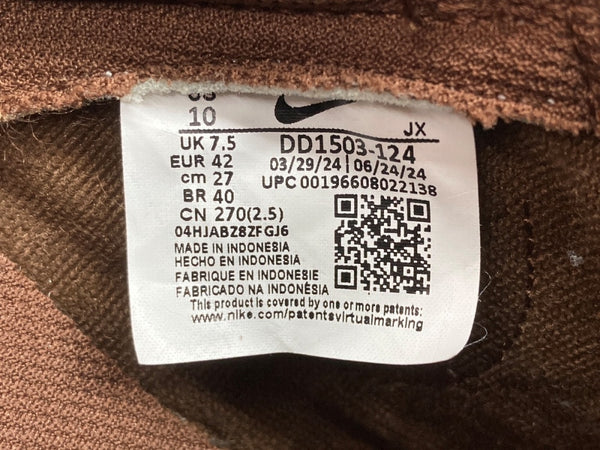 US
10
JX
UK 7.5
EUR 42
cm 27
BR 40
CN 270(2.5)
DD1503-124
03/29/24 | 06/24/24
UPC 00196608022138
04HJABZ8ZFGJ6
MADE IN INDONESIA
HECHO EN INDONESIA
FABRIQUE EN INDONESIE
FABRICADO NA INDONÉSIA
This product is covered by one or more patents:
www.nike.com/patentsvirtualmarking